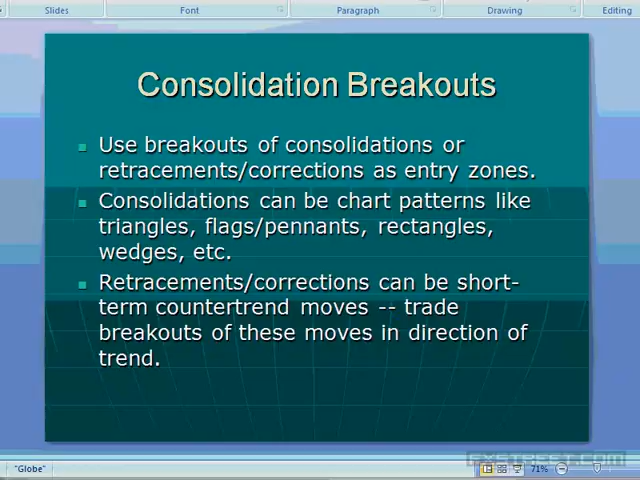 Slides Font Paragraph Drawing Editing
Consolidation Breakouts
Use breakouts of consolidations or
retracements/corrections as entry zones.
Consolidations can be chart patterns like
triangles, flags/pennants, rectangles,
wedges, etc.
Retracements/corrections can be short-
term countertrend moves -- trade
breakouts of these moves in direction of
trend.
FXSTREET.COM
"Globe" 71%